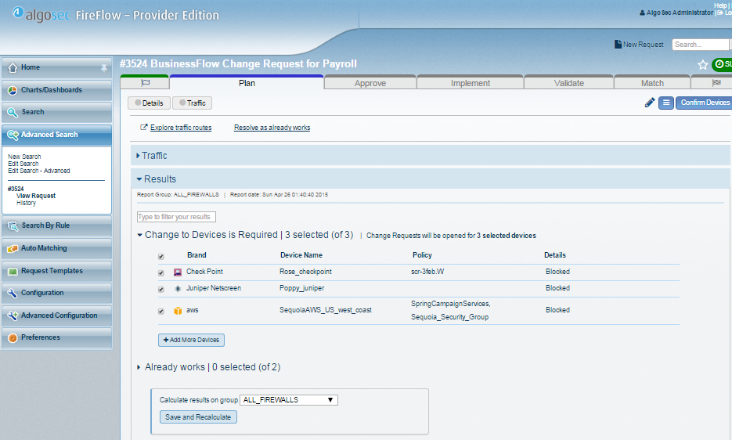 algosec FireFlow – Provider Edition
Help
Algo Sec Administrator
New Request
Search...
#3524 BusinessFlow Change Request for Payroll
Home
Charts/Dashboards
Search
Advanced Search
New Search
Edit Search
Edit Search - Advanced
#3524
View Request
History
Search By Rule
Auto Matching
Request Templates
Configuration
Advanced Configuration
Preferences
Plan
Approve
Implement
Validate
Match
Details
Traffic
Confirm Devices
Explore traffic routes
Resolve as already works
Traffic
Results
Report Group: ALL_FIREWALLS | Report date: Sun Apr 26 01:40:40 2015
Type to filter your results
Change to Devices is Required | 3 selected (of 3) | Change Requests will be opened for 3 selected devices
Brand Device Name Policy Details
Check Point Rose_checkpoint scr-3feb.W Blocked
Juniper Netscreen Poppy_juniper Blocked
aws SequoiaAWS_US_west_coast SpringCampaignServices, Blocked
Sequoia_Security_Group
+ Add More Devices
Already works | 0 selected (of 2)
Calculate results on group ALL_FIREWALLS
Save and Recalculate